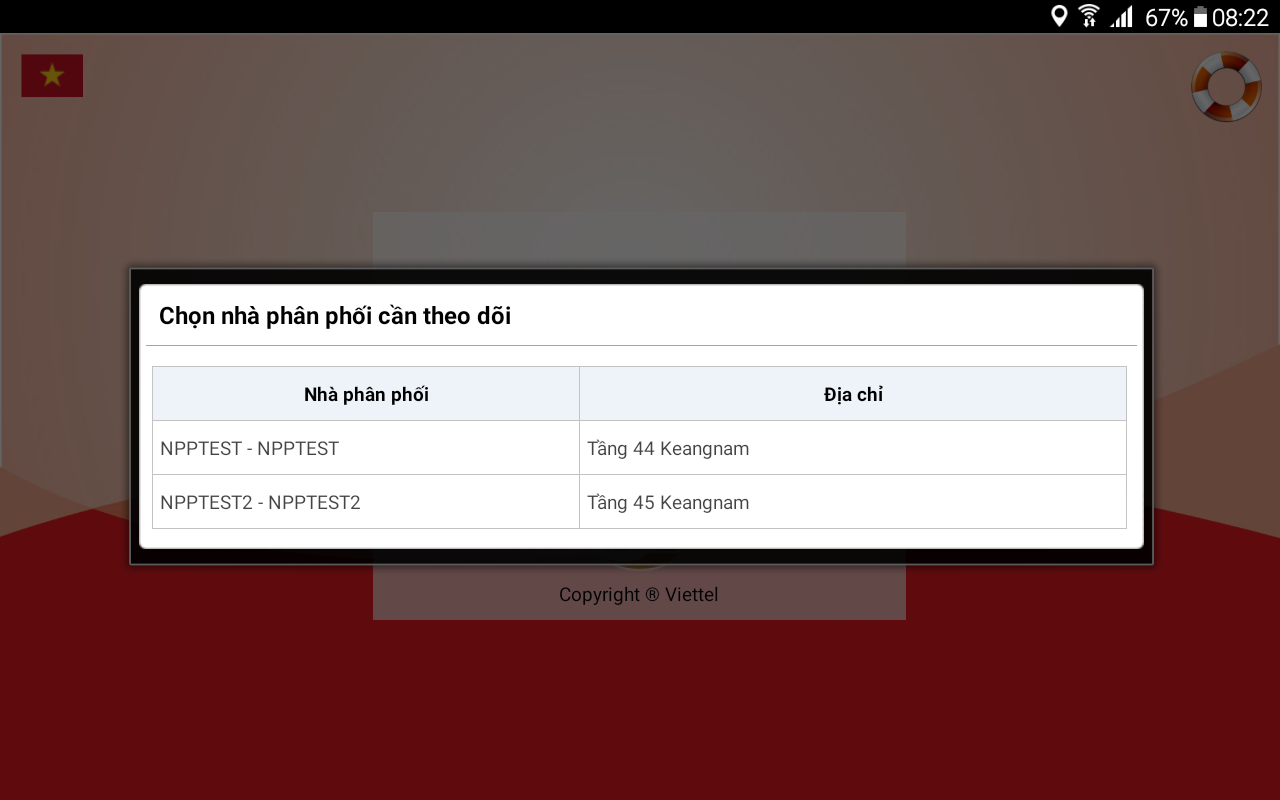 67% 08:22
Chọn nhà phân phối cần theo dõi
Nhà phân phối Địa chỉ
NPPTEST - NPPTEST Tầng 44 Keangnam
NPPTEST2 - NPPTEST2 Tầng 45 Keangnam
Copyright ® Viettel